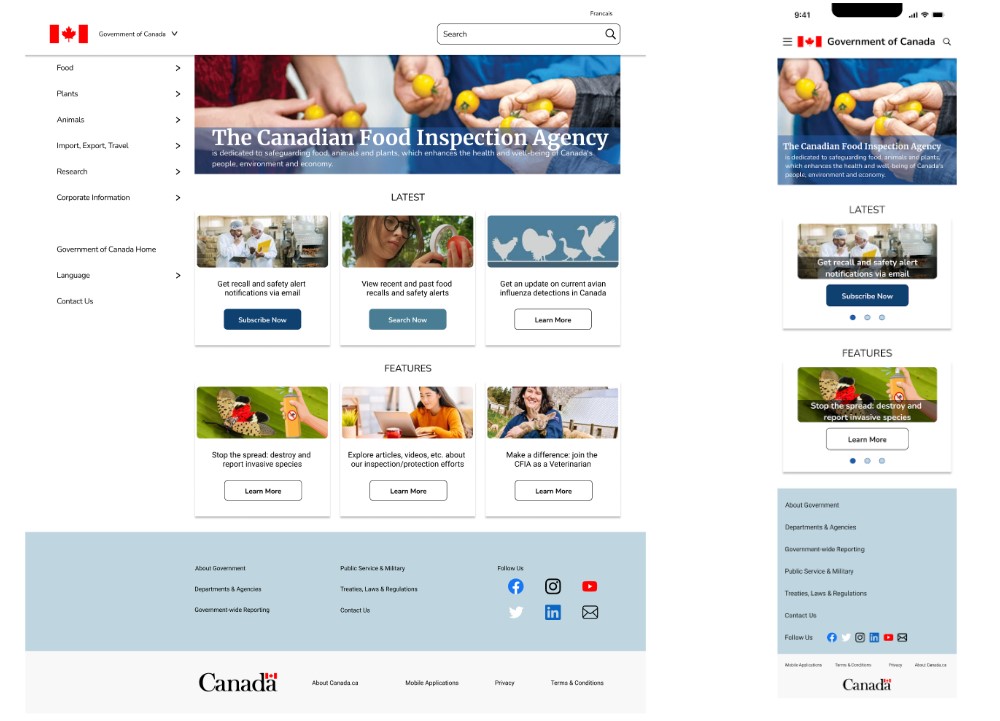 Francais
Government of Canada
Search
Food
Plants
Animals
Import, Export, Travel
Research
Corporate Information
Government of Canada Home
Language
Contact Us
The Canadian Food Inspection Agency
is dedicated to safeguarding food, animals and plants, which enhances the health and well-being of Canada's
people, environment and economy.
LATEST
Get recall and safety alert
notifications via email
Subscribe Now
View recent and past food
recalls and safety alerts
Search Now
Get an update on current avian
influenza detections in Canada
Learn More
FEATURES
Stop the spread: destroy and
report invasive species
Learn More
Explore articles, videos, etc. about
our inspection/protection efforts
Learn More
Make a difference: join the
CFIA as a Veterinarian
Learn More
About Government
Departments & Agencies
Government-wide Reporting
Public Service & Military
Treaties, Laws & Regulations
Contact Us
Follow Us
Canada
About Canada.ca
Mobile Applications
Privacy
Terms & Conditions
9:41
Government of Canada
The Canadian Food Inspection Agency
is dedicated to safeguarding food, animals and plants,
which enhances the health and well-being of Canada's
people, environment and economy.
LATEST
Get recall and safety alert
notifications via email
Subscribe Now
FEATURES
Stop the spread: destroy and
report invasive species
Learn More
About Government
Departments & Agencies
Government-wide Reporting
Public Service & Military
Treaties, Laws & Regulations
Contact Us
Follow Us
Mobile Applications
Terms & Conditions
Privacy
About Canada.ca
Canada